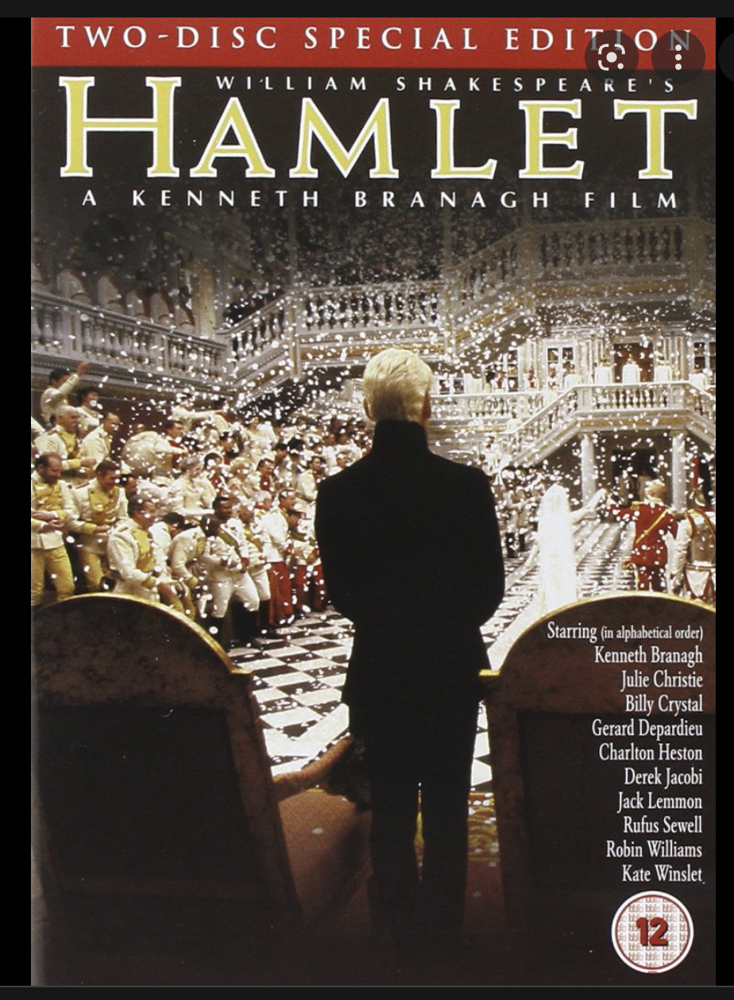 TWO-DISC SPECIAL EDITION
WILLIAM SHAKESPEARE'S
HAMLET
A KENNETH BRANAGH FILM
Starring (in alphabetical order)
Kenneth Branagh
Julie Christie
Billy Crystal
Gerard Depardieu
Charlton Heston
Derek Jacobi
Jack Lemmon
Rufus Sewell
Robin Williams
Kate Winslet
12